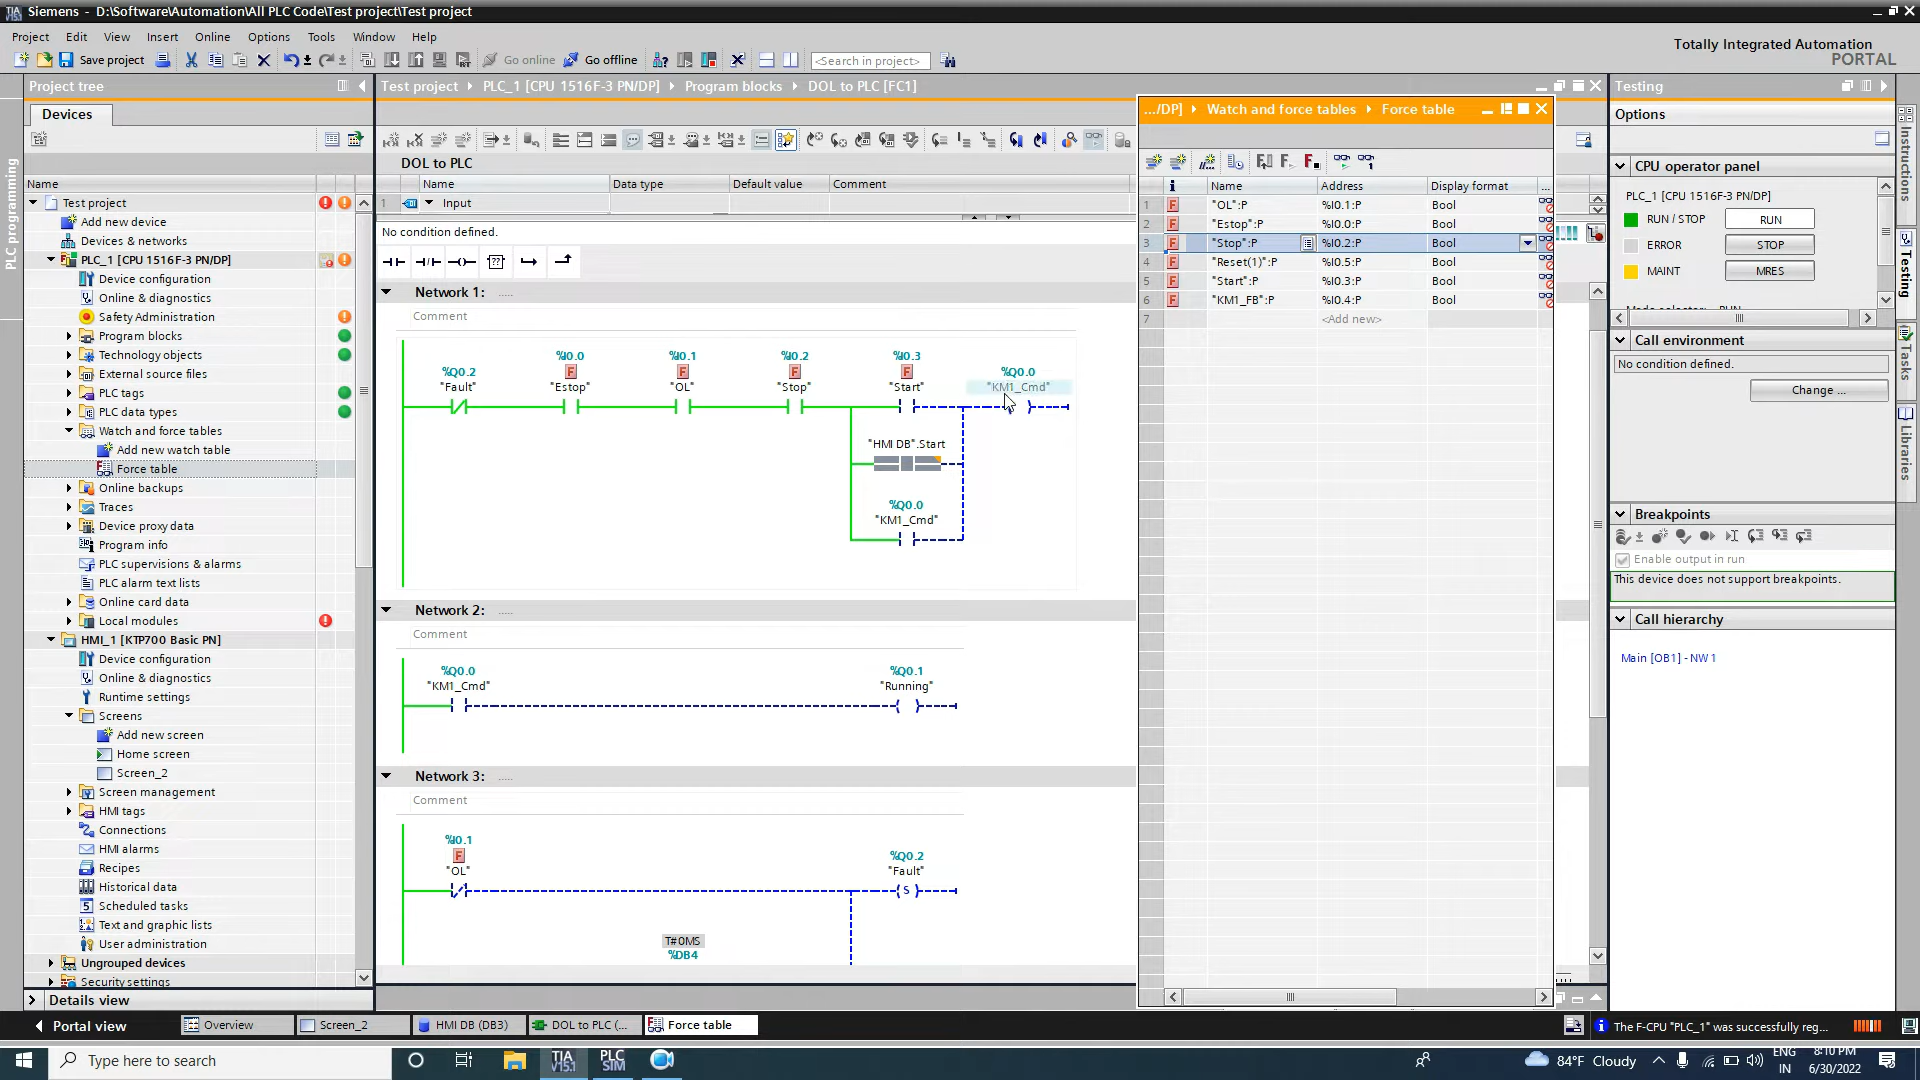 Siemens - D:\Software\Automation\All PLC Code\Test project\Test project
Project Edit View Insert Online Options Tools Window Help
Totally Integrated Automation
PORTAL
Save project
Go online
Go offline
<Search in project>
Project tree
Test project PLC_1 [CPU 1516F-3 PN/DP] Program blocks DOL to PLC [FC1]
Testing
Devices
Options
Name
Test project
Add new device
Devices & networks
PLC_1 [CPU 1516F-3 PN/DP]
Device configuration
Online & diagnostics
Safety Administration
Program blocks
Technology objects
External source files
PLC tags
PLC data types
Watch and force tables
Add new watch table
Force table
Online backups
Traces
Device proxy data
Program info
PLC supervisions & alarms
PLC alarm text lists
Online card data
Local modules
HMI_1 [KTP700 Basic PN]
Device configuration
Online & diagnostics
Runtime settings
Screens
Add new screen
Home screen
Screen_2
Screen management
HMI tags
Connections
HMI alarms
Recipes
Historical data
Scheduled tasks
Text and graphic lists
User administration
Ungrouped devices
Security settings
Details view
PLC programming
DOL to PLC
Name Data type Default value Comment
1 Input
No condition defined.
Network 1: .....
Comment
%Q0.2
"Fault"
%I0.0
F
"Estop"
%I0.1
F
"OL"
%I0.2
F
"Stop"
%I0.3
F
"Start"
%Q0.0
"KM1_Cmd"
"HMI DB".Start
%Q0.0
"KM1_Cmd"
Network 2: .....
Comment
%Q0.0
"KM1_Cmd"
%Q0.1
"Running"
Network 3: .....
Comment
%I0.1
F
"OL"
%Q0.2
"Fault"
S
T#0MS
%DB4
.../DP] Watch and force tables Force table
i Name Address Display format ...
1 F "OL":P %I0.1:P Bool
2 F "Estop":P %I0.0:P Bool
3 F "Stop":P %I0.2:P Bool
4 F "Reset(1)":P %I0.5:P Bool
5 F "Start":P %I0.3:P Bool
6 F "KM1_FB":P %I0.4:P Bool
7 <Add new>
CPU operator panel
PLC_1 [CPU 1516F-3 PN/DP]
RUN / STOP RUN
ERROR STOP
MAINT MRES
Call environment
No condition defined.
Change ...
Breakpoints
Enable output in run
This device does not support breakpoints.
Call hierarchy
Main [OB1] - NW 1
Instructions
Testing
Tasks
Libraries
Portal view Overview Screen_2 HMI DB (DB3) DOL to PLC (... Force table
The F-CPU "PLC_1" was successfully reg...
Type here to search
TIA
V15.1
PLC
SIM
84°F Cloudy
ENG
IN
8:10 PM
6/30/2022